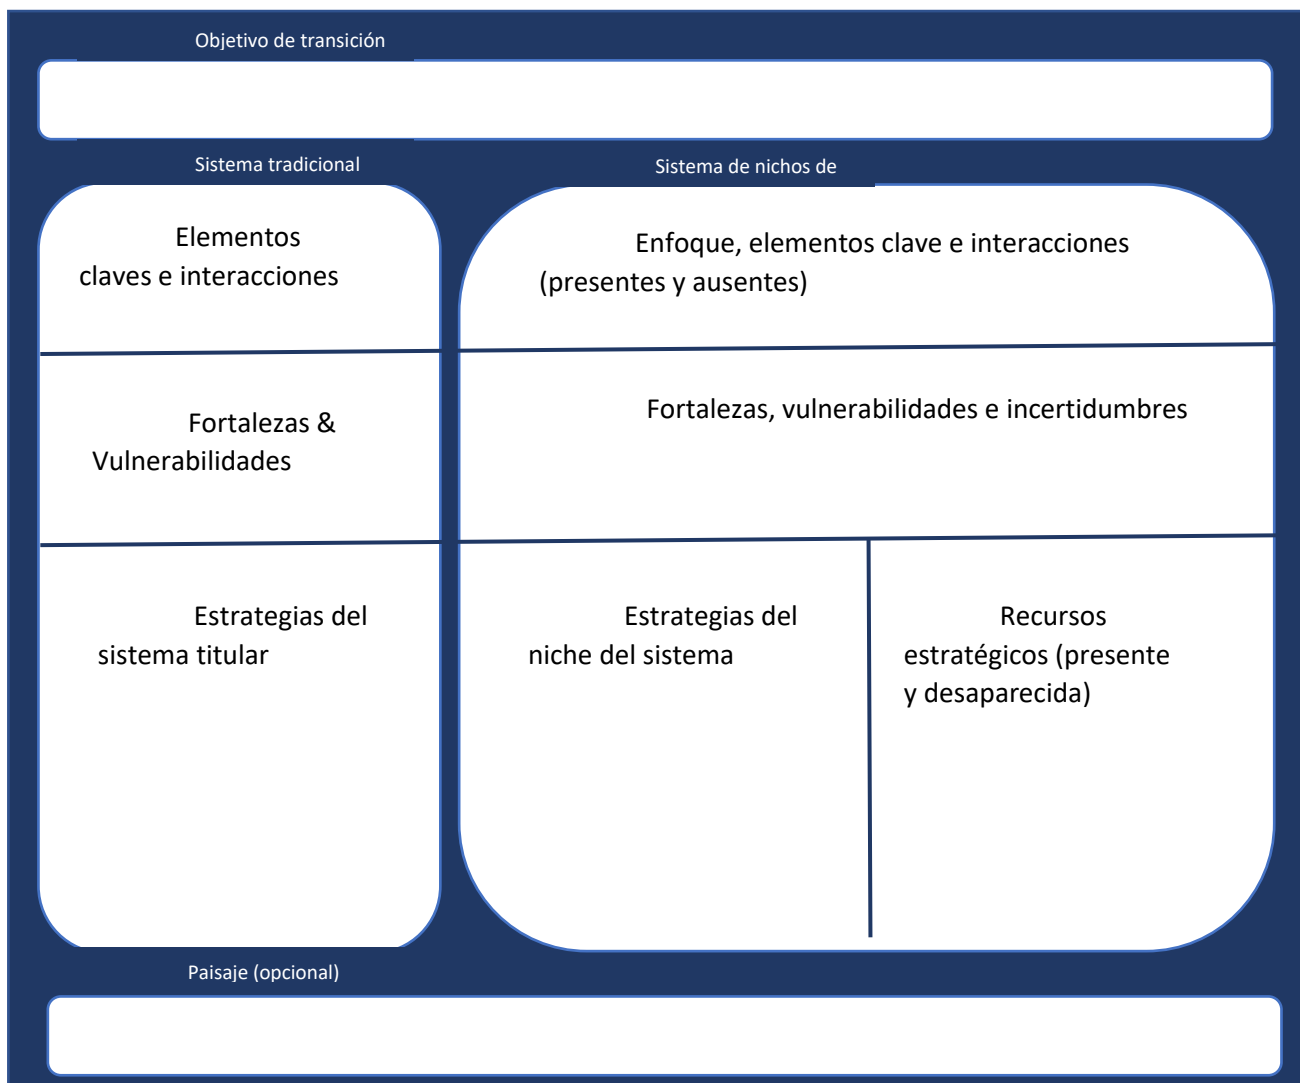 Objetivo de transición
Sistema tradicional
Sistema de nichos de
Elementos
claves e interacciones
Enfoque, elementos clave e interacciones
(presentes y ausentes)
Fortalezas &
Vulnerabilidades
Fortalezas, vulnerabilidades e incertidumbres
Estrategias del
sistema titular
Estrategias del
niche del sistema
Recursos
estratégicos (presente
y desaparecida)
Paisaje (opcional)